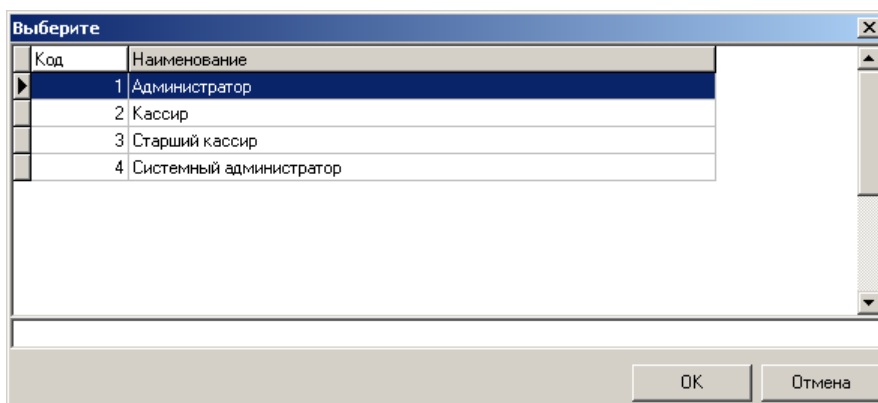 Выберите
Код Наименование
1 Администратор
2 Кассир
3 Старший кассир
4 Системный администратор
OK Отмена